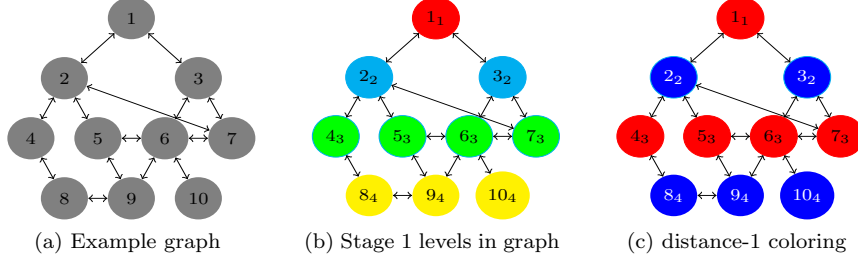 1
2 3
4 5 6 7
8 9 10
(a) Example graph
1₁
2₂ 3₂
4₃ 5₃ 6₃ 7₃
8₄ 9₄ 10₄
(b) Stage 1 levels in graph
1₁
2₂ 3₂
4₃ 5₃ 6₃ 7₃
8₄ 9₄ 10₄
(c) distance-1 coloring